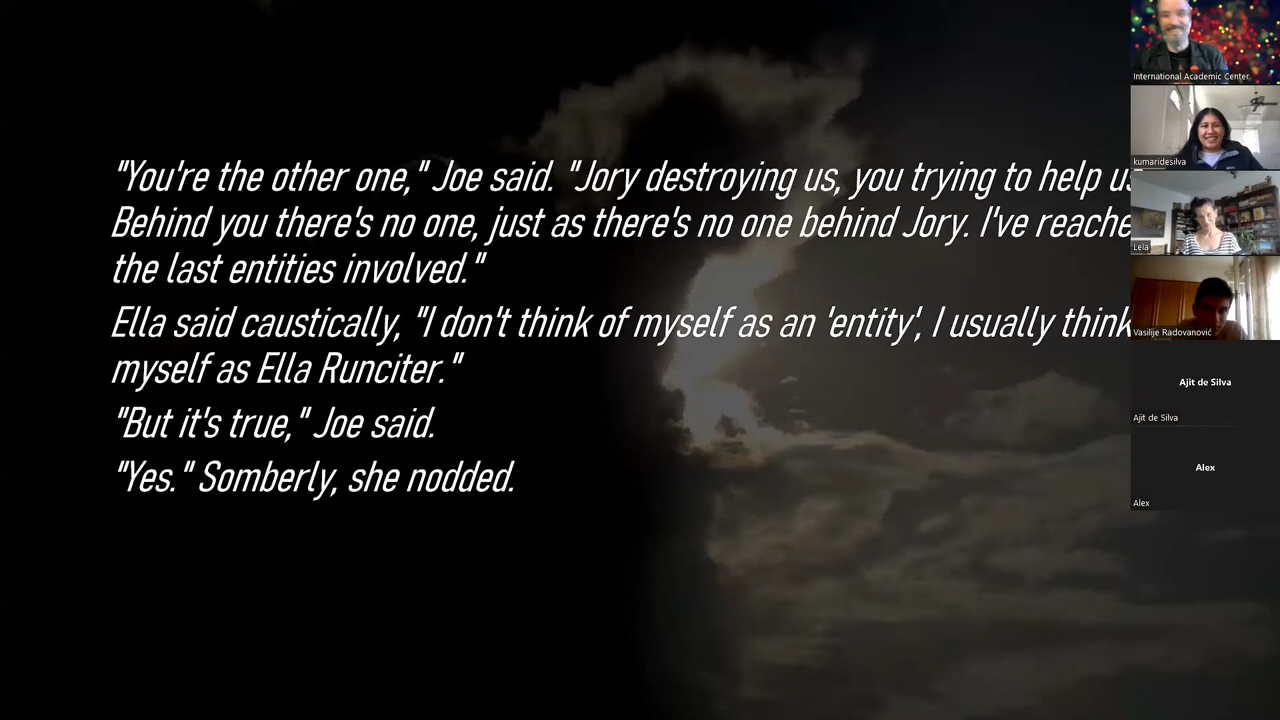 "You're the other one," Joe said. "Jory destroying us, you trying to help us
Behind you there's no one, just as there's no one behind Jory. I've reache
the last entities involved."
Ella said caustically, "I don't think of myself as an 'entity', I usually think
myself as Ella Runciter."
"But it's true," Joe said.
"Yes." Somberly, she nodded.
International Academic Center
kumaridesilva
Lela
Vasilije Radovanović
Ajit de Silva
Ajit de Silva
Alex
Alex